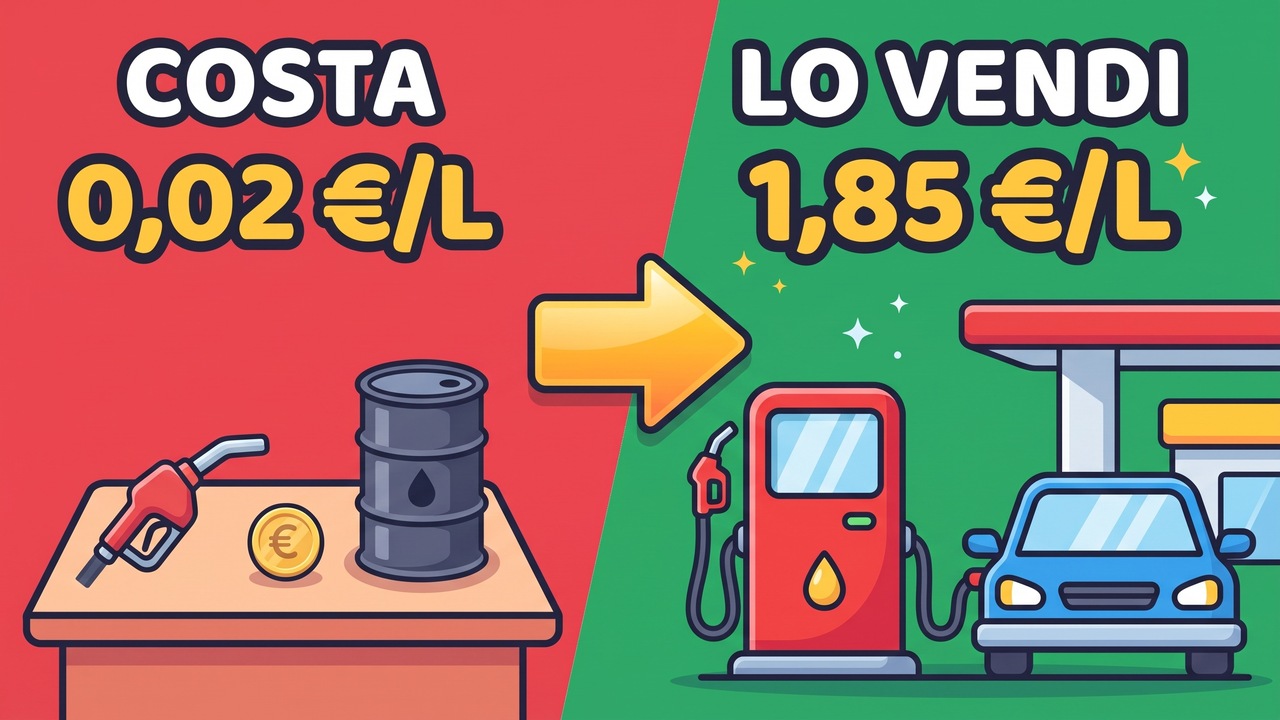 COSTA
0,02 €/L
LO VENDI
1,85 €/L
€